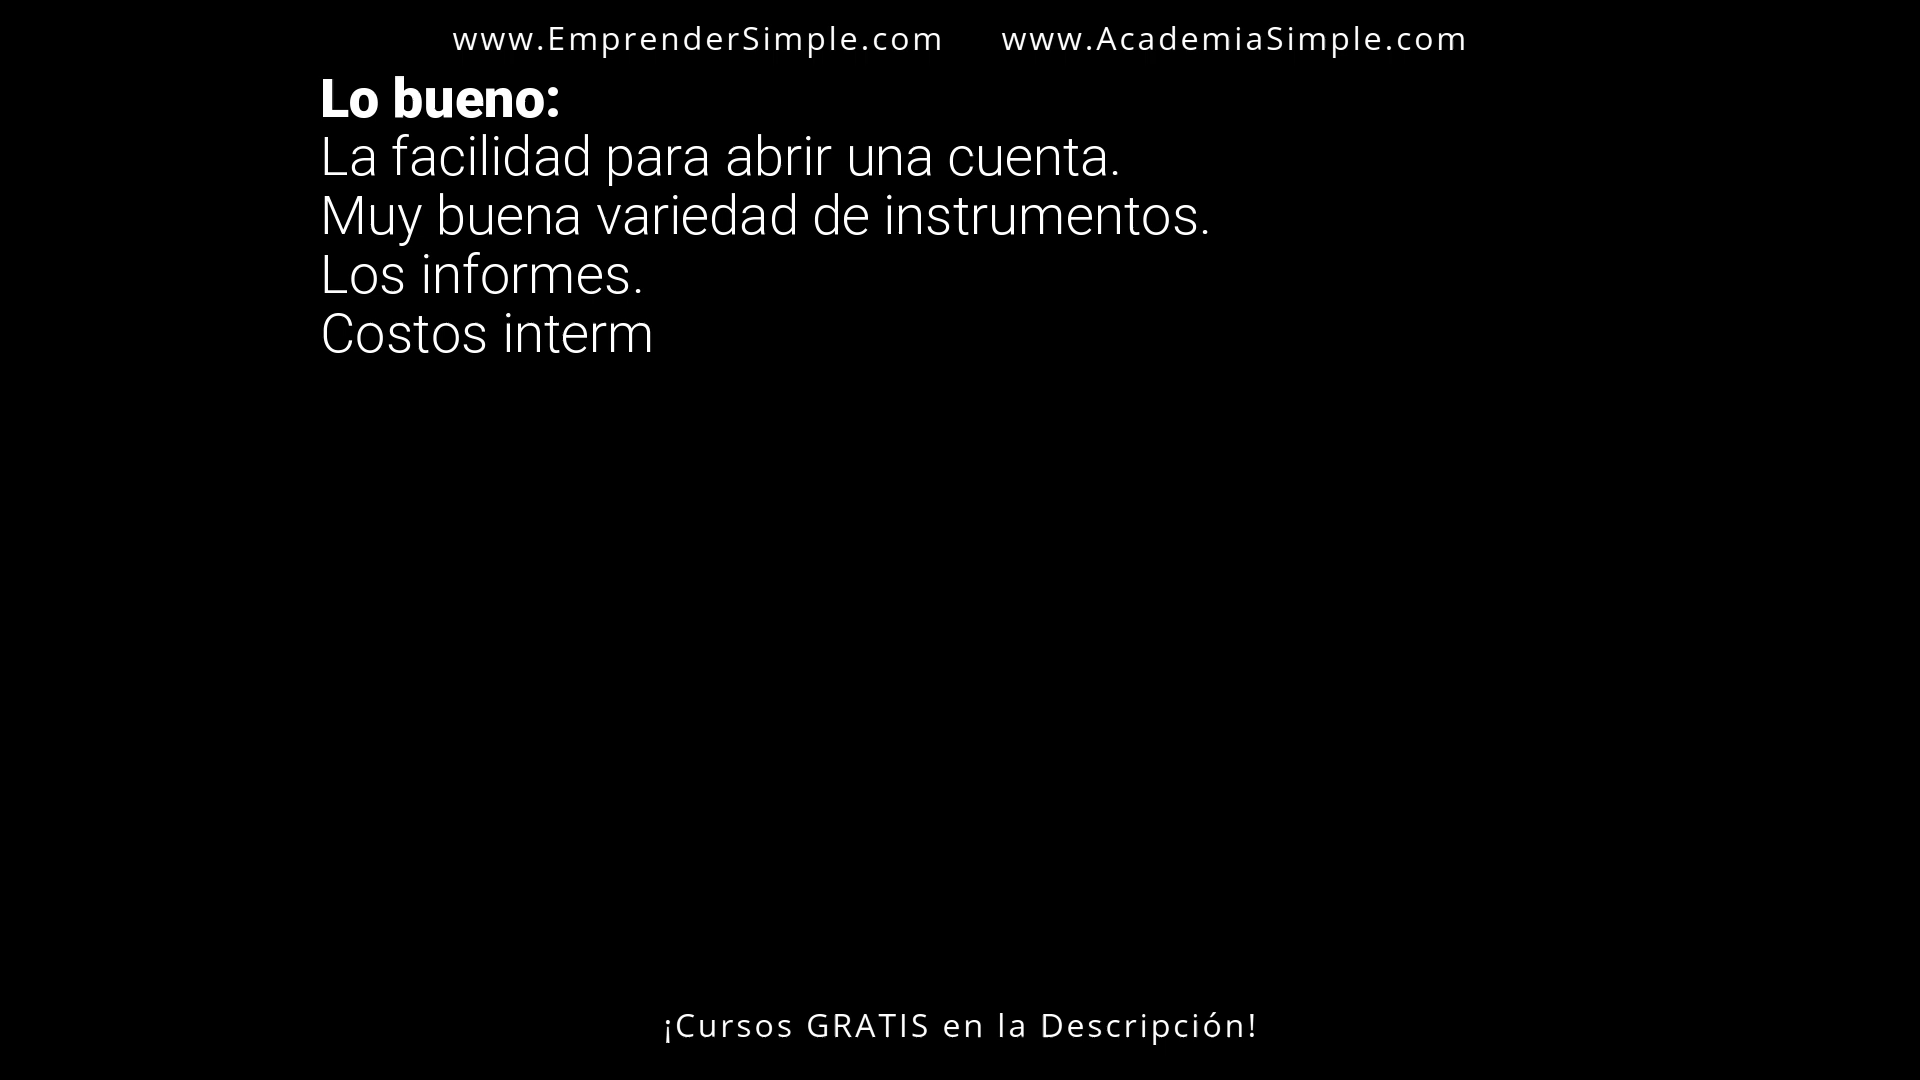 www.EmprenderSimple.com www.AcademiaSimple.com
Lo bueno:
La facilidad para abrir una cuenta.
Muy buena variedad de instrumentos.
Los informes.
Costos interm
¡Cursos GRATIS en la Descripción!